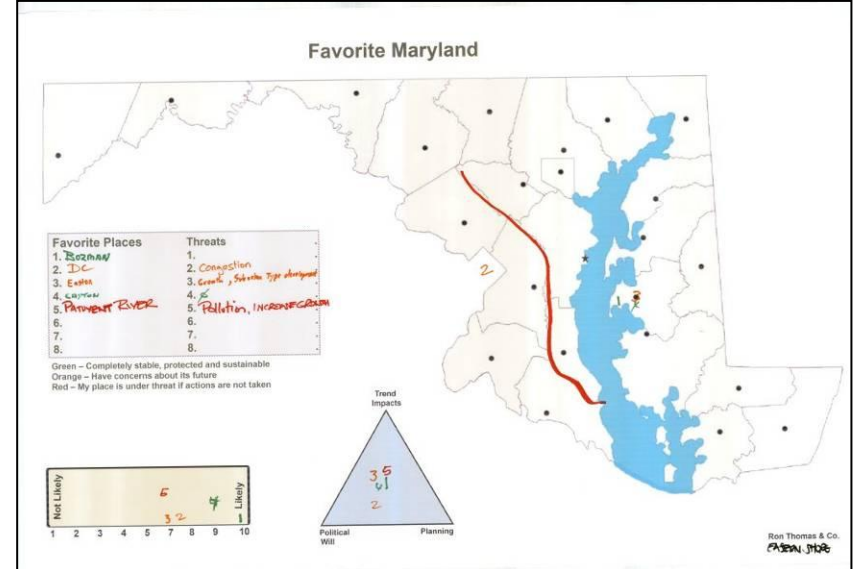 Favorite Maryland
Favorite Places Threats
1. BOZMAN 1.
2. DC 2. Congestion
3. Easton 3. Growth, Suburban Type development
4. 4.
5. PATUXENT RIVER 5. Pollution, INCREASE GROWTH
6. 6.
7. 7.
8. 8.
Green – Completely stable, protected and sustainable
Orange – Have concerns about its future
Red – My place is under threat if actions are not taken
2
3
1
Trend
Impacts
3 5
1
2
Political
Will
Planning
Not Likely
Likely
5
4
3 2
1
1 2 3 4 5 6 7 8 9 10
Ron Thomas & Co.
EASTERN SHORE